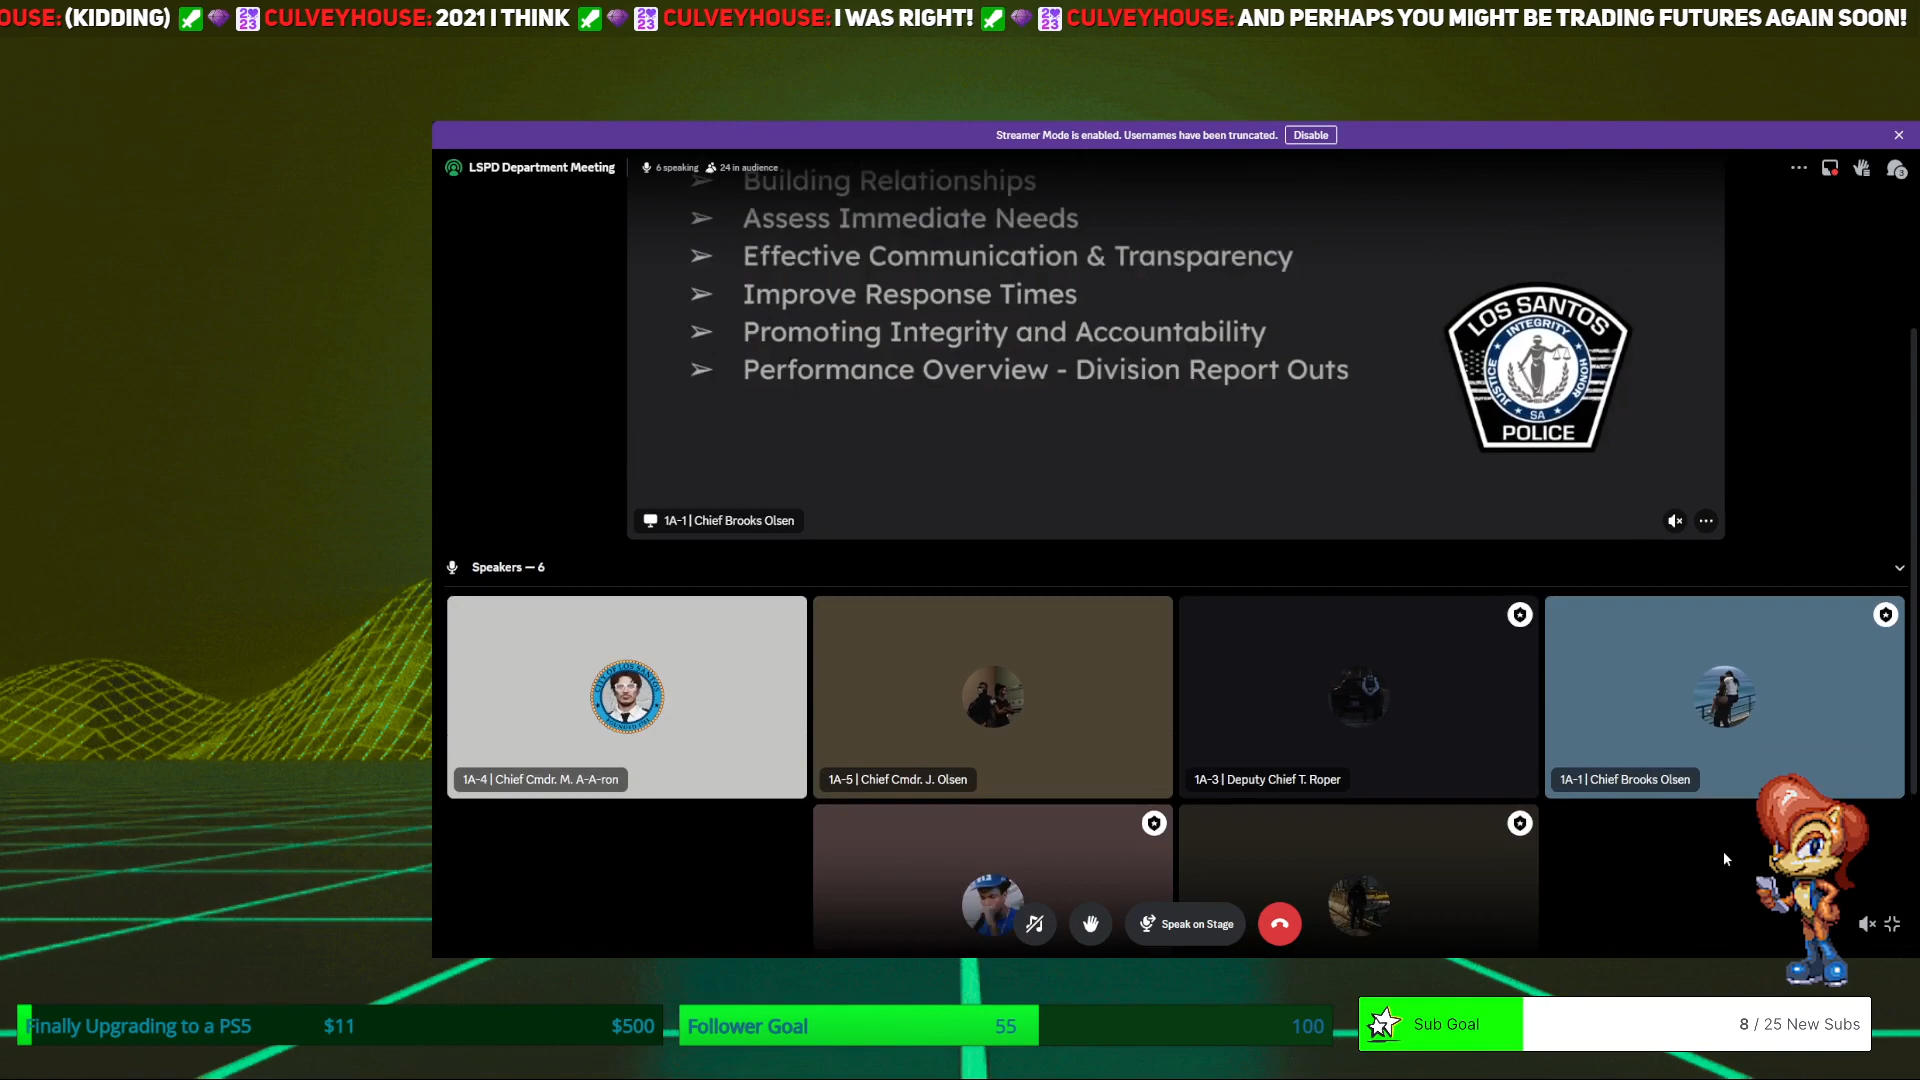 OUSE: (KIDDING) CULVEYHOUSE: 2021 I THINK CULVEYHOUSE: I WAS RIGHT! CULVEYHOUSE: AND PERHAPS YOU MIGHT BE TRADING FUTURES AGAIN SOON!
Streamer Mode is enabled. Usernames have been truncated. Disable
LSPD Department Meeting 6 speaking 24 in audience 3
➢ Building Relationships
➢ Assess Immediate Needs
➢ Effective Communication & Transparency
➢ Improve Response Times
➢ Promoting Integrity and Accountability
➢ Performance Overview - Division Report Outs
LOS SANTOS
INTEGRITY
JUSTICE
HONOR
SA
POLICE
1A-1 | Chief Brooks Olsen
Speakers — 6
CITY OF LOS SANTOS
1A-4 | Chief Cmdr. M. A-A-ron
1A-5 | Chief Cmdr. J. Olsen
1A-3 | Deputy Chief T. Roper
1A-1 | Chief Brooks Olsen
Speak on Stage
Finally Upgrading to a PS5 $11 $500
Follower Goal 55 100
Sub Goal 8 / 25 New Subs